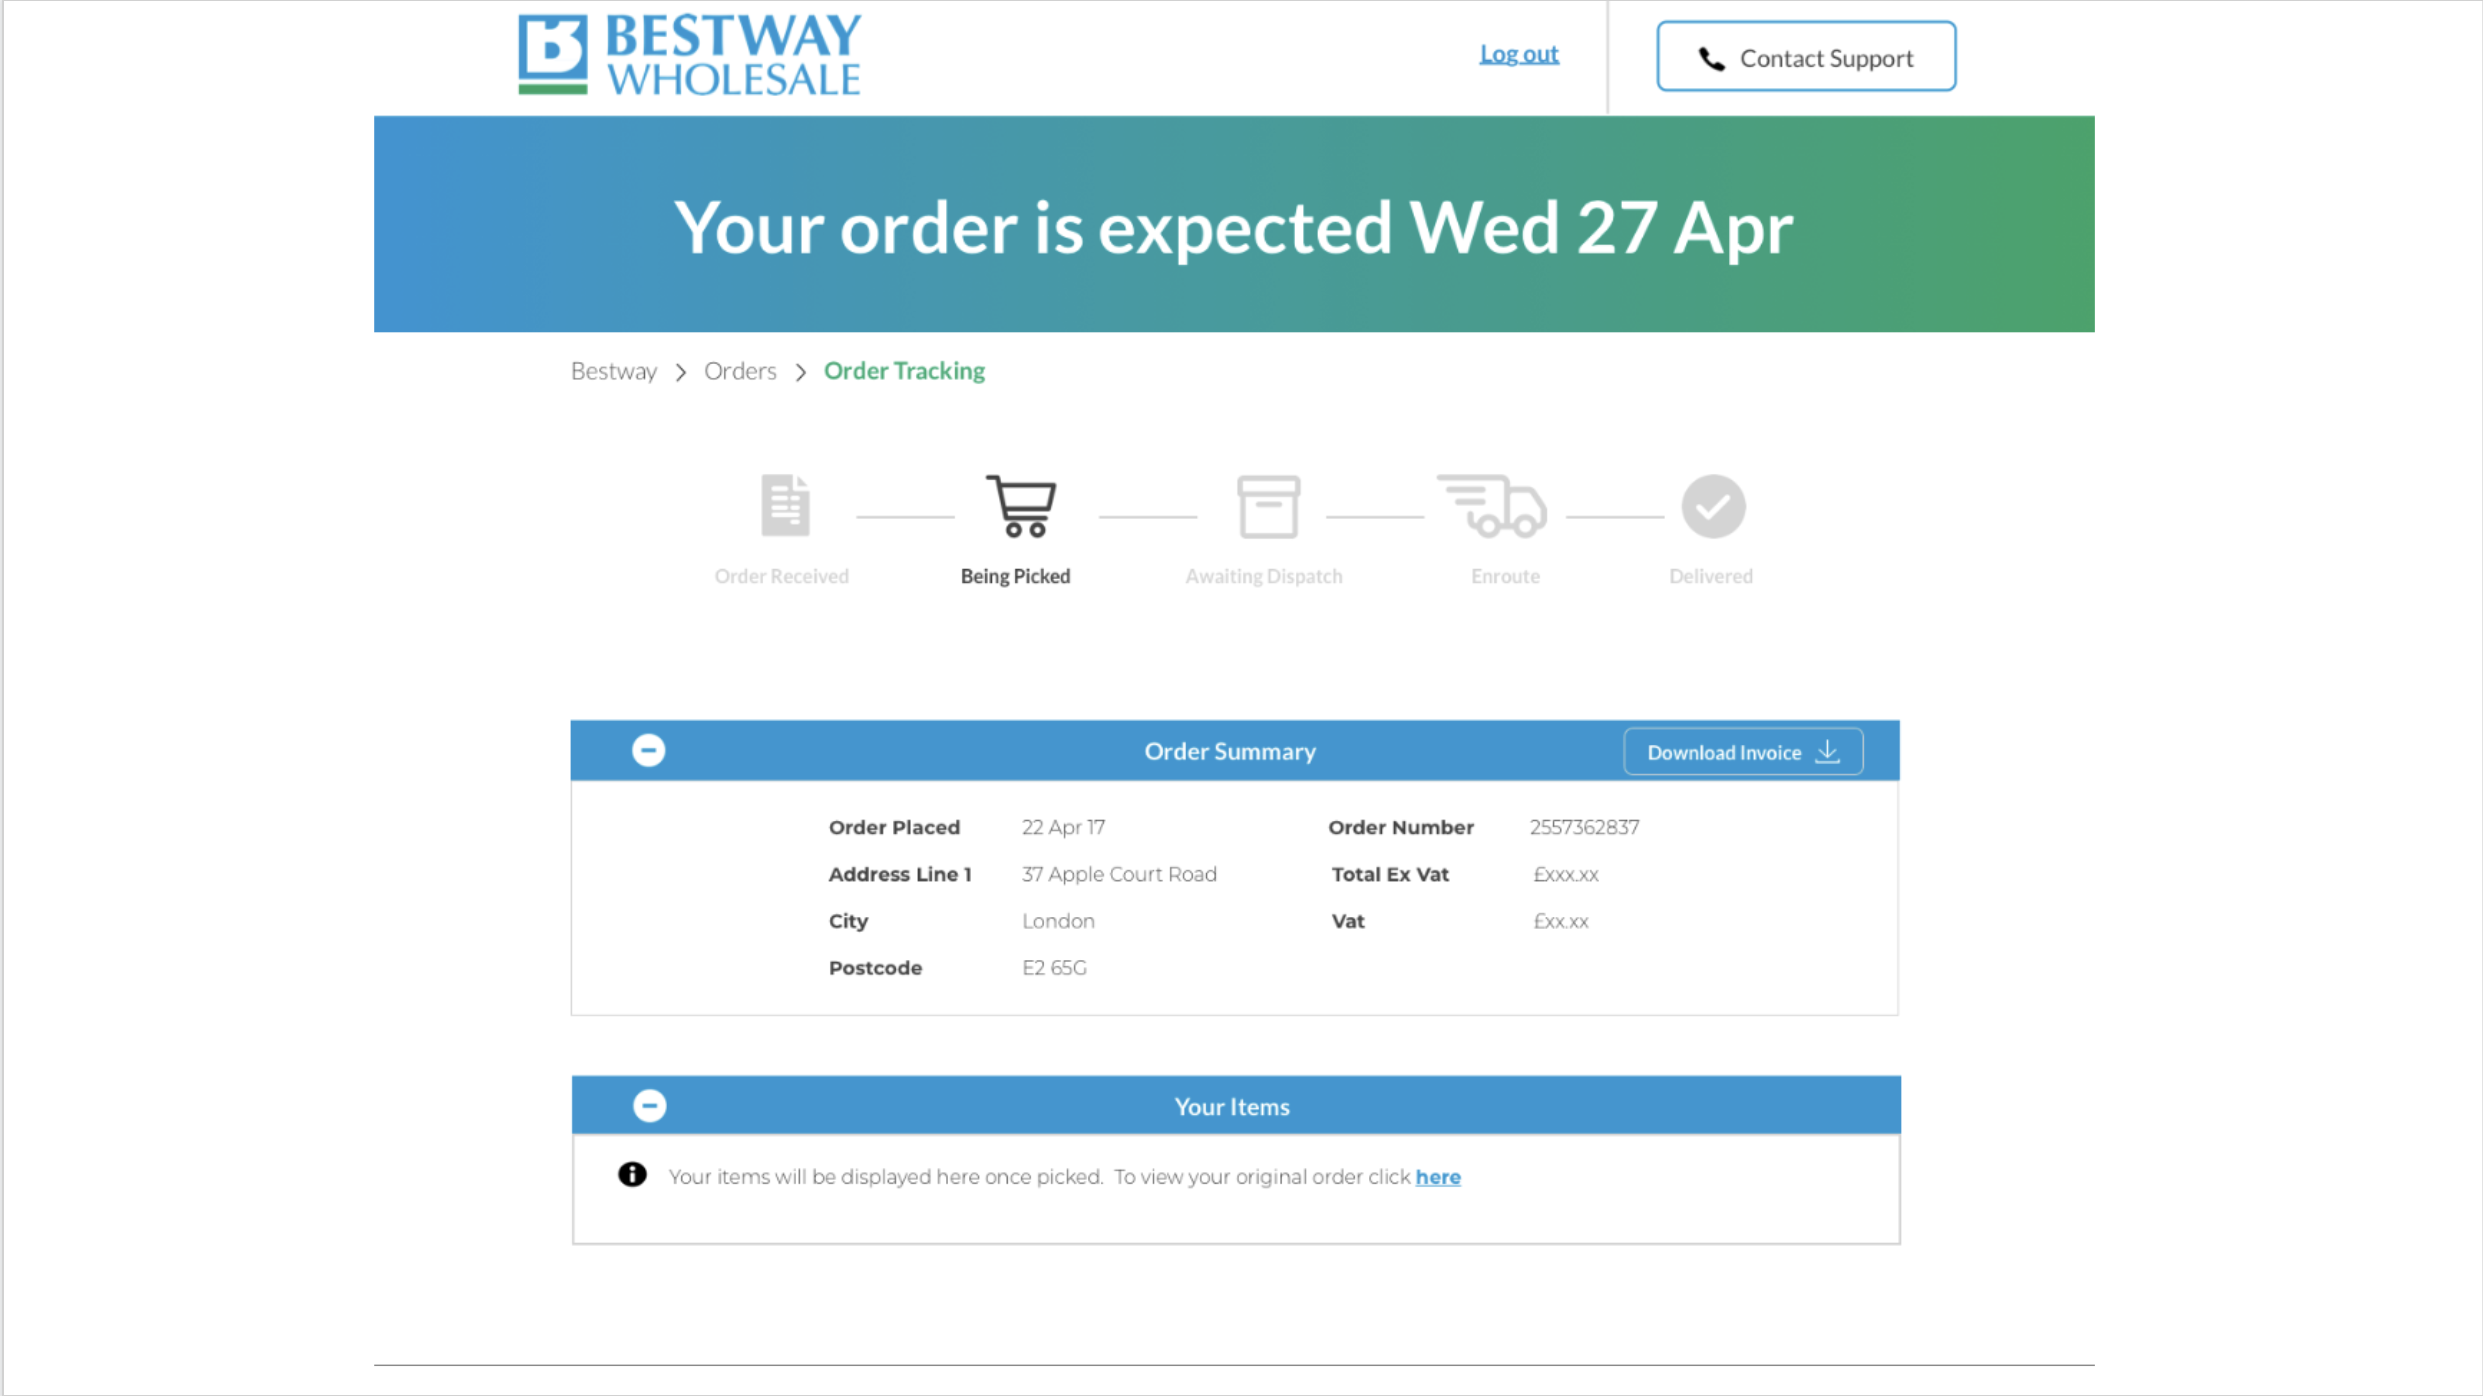 BESTWAY
WHOLESALE
Log out
Contact Support
Your order is expected Wed 27 Apr
Bestway > Orders > Order Tracking
Order Received
Being Picked
Awaiting Dispatch
Enroute
Delivered
Order Summary
Download Invoice
Order Placed 22 Apr 17 Order Number 2557362837
Address Line 1 37 Apple Court Road Total Ex Vat £xxx.xx
City London Vat £xx.xx
Postcode E2 65G
Your Items
Your items will be displayed here once picked. To view your original order click here